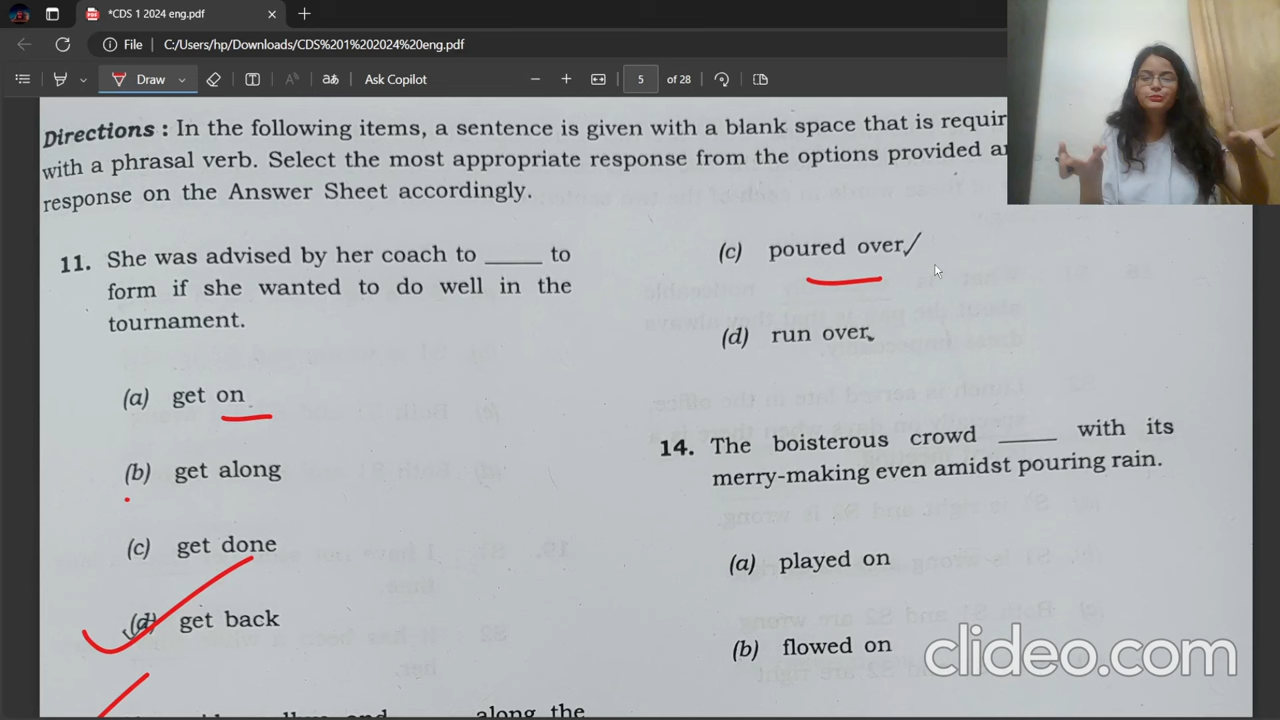 *CDS 1 2024 eng.pdf
File
C:/Users/hp/Downloads/CDS%201%202024%20eng.pdf
Draw
Ask Copilot
5
of 28
Directions : In the following items, a sentence is given with a blank space that is
with a phrasal verb. Select the most appropriate response from the options provided
response on the Answer Sheet accordingly.
11. She was advised by her coach to _____ to
form if she wanted to do well in the
tournament.
(a) get on
(b) get along
(c) get done
(d) get back
along the
(c) poured over
(d) run over
14. The boisterous crowd _____ with its
merry-making even amidst pouring rain.
(a) played on
(b) flowed on
clideo.com